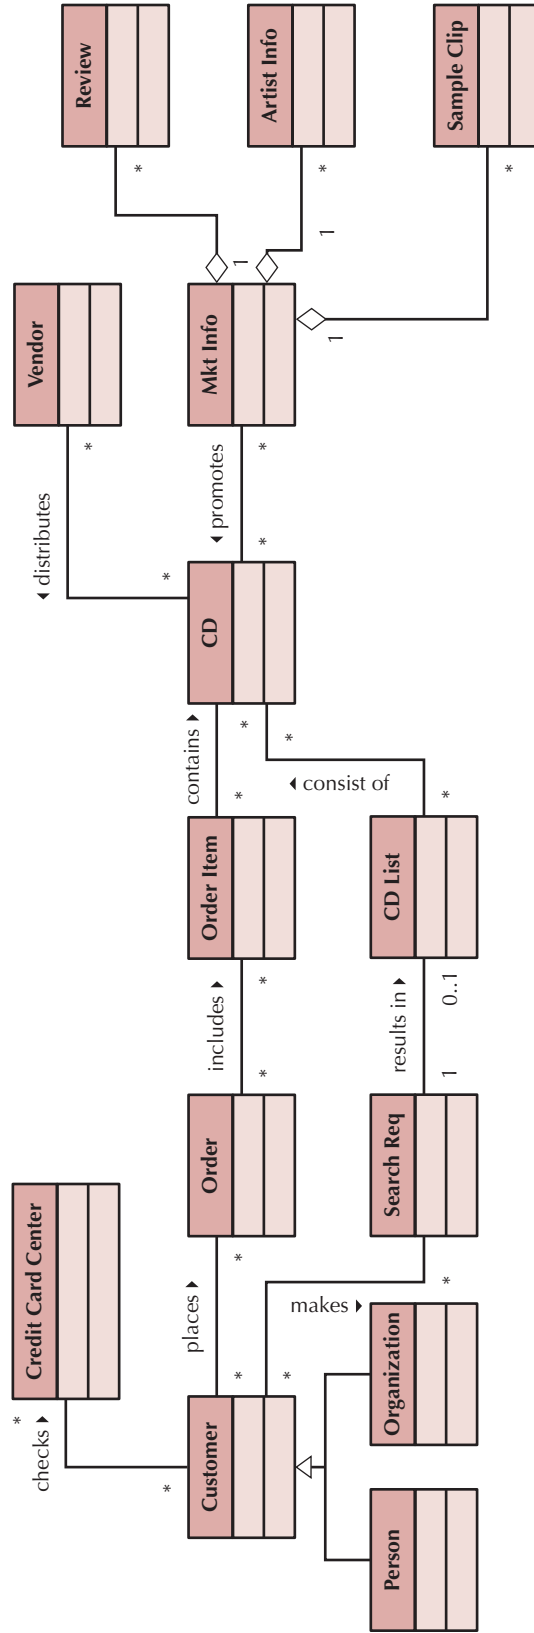 *
Credit Card Center
Vendor
checks ▸
◂ distributes
Review
*
*
*
*
places ▸
contains ▸
Customer
Order
Order Item
CD
Mkt Info
includes ▸
◂ promotes
*
*
*
*
1
*
*
*
*
Artist Info
*
*
makes ▸
◂ consist of
1
*
1
Person
Organization
Search Req
CD List
results in ▸
*
1
0..1
*
Sample Clip
*